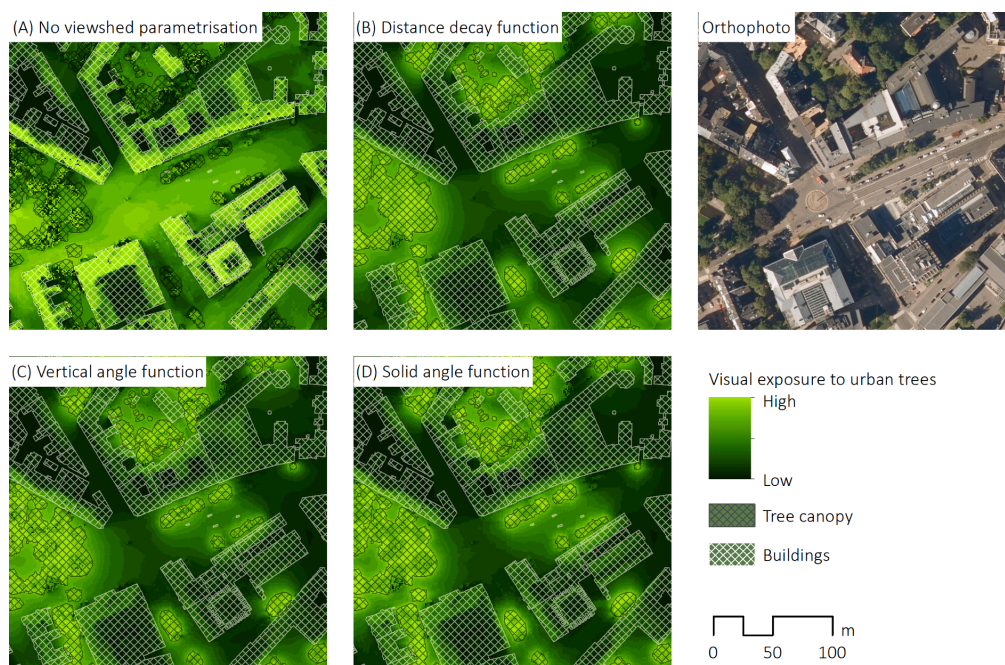 (A) No viewshed parametrisation
(B) Distance decay function
Orthophoto
(C) Vertical angle function
(D) Solid angle function
Visual exposure to urban trees
High
Low
Tree canopy
Buildings
m
0 50 100